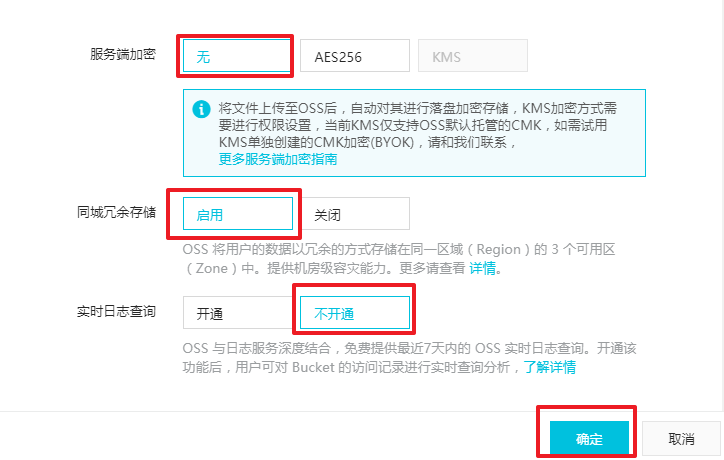 服务端加密 无 AES256 KMS
将文件上传至OSS后，自动对其进行落盘加密存储，KMS加密方式需
要进行权限设置，当前KMS仅支持OSS默认托管的CMK，如需试用
KMS单独创建的CMK加密(BYOK)，请和我们联系，
更多服务端加密指南
同城冗余存储 启用 关闭
OSS 将用户的数据以冗余的方式存储在同一区域（Region）的 3 个可用区
（Zone）中。提供机房级容灾能力。更多请查看 详情。
实时日志查询 开通 不开通
OSS 与日志服务深度结合，免费提供最近7天内的 OSS 实时日志查询。开通该
功能后，用户可对 Bucket 的访问记录进行实时查询分析，了解详情
确定 取消